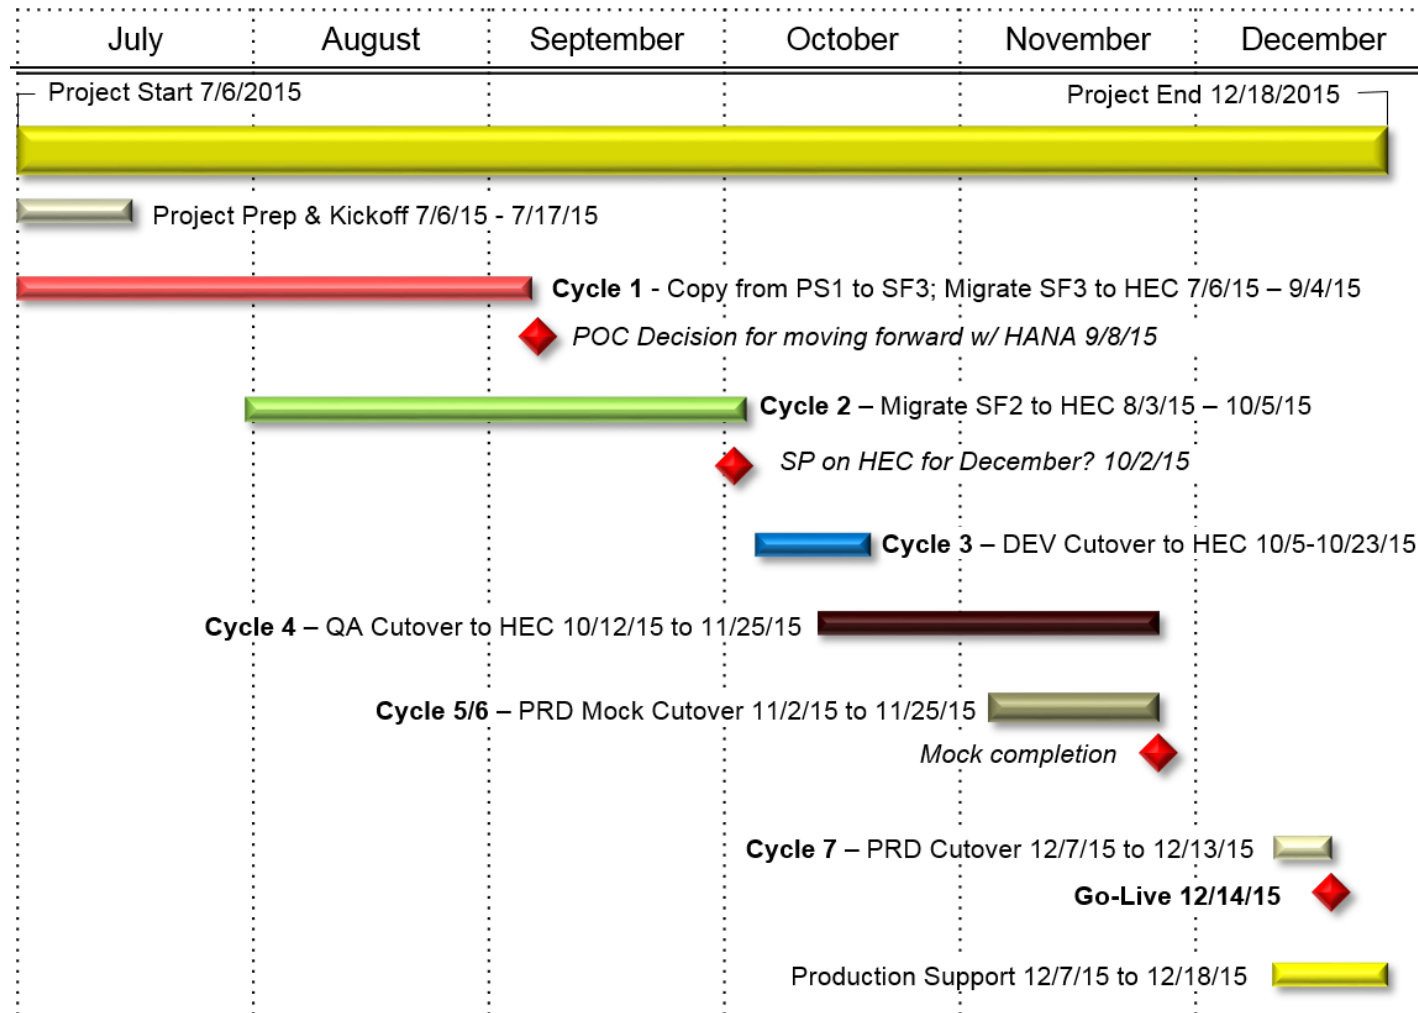 July August September October November December
Project Start 7/6/2015 Project End 12/18/2015
Project Prep & Kickoff 7/6/15 - 7/17/15
Cycle 1 - Copy from PS1 to SF3; Migrate SF3 to HEC 7/6/15 – 9/4/15
POC Decision for moving forward w/ HANA 9/8/15
Cycle 2 – Migrate SF2 to HEC 8/3/15 – 10/5/15
SP on HEC for December? 10/2/15
Cycle 3 – DEV Cutover to HEC 10/5-10/23/15
Cycle 4 – QA Cutover to HEC 10/12/15 to 11/25/15
Cycle 5/6 – PRD Mock Cutover 11/2/15 to 11/25/15
Mock completion
Cycle 7 – PRD Cutover 12/7/15 to 12/13/15
Go-Live 12/14/15
Production Support 12/7/15 to 12/18/15